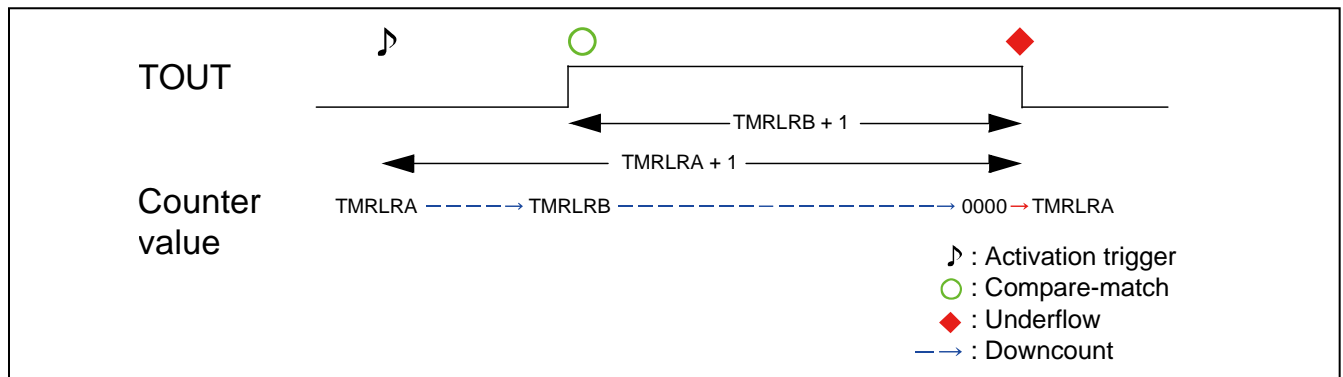 TOUT
TMRLRB + 1
TMRLRA + 1
Counter value
TMRLRA
TMRLRB
0000
TMRLRA
: Activation trigger
: Compare-match
: Underflow
: Downcount